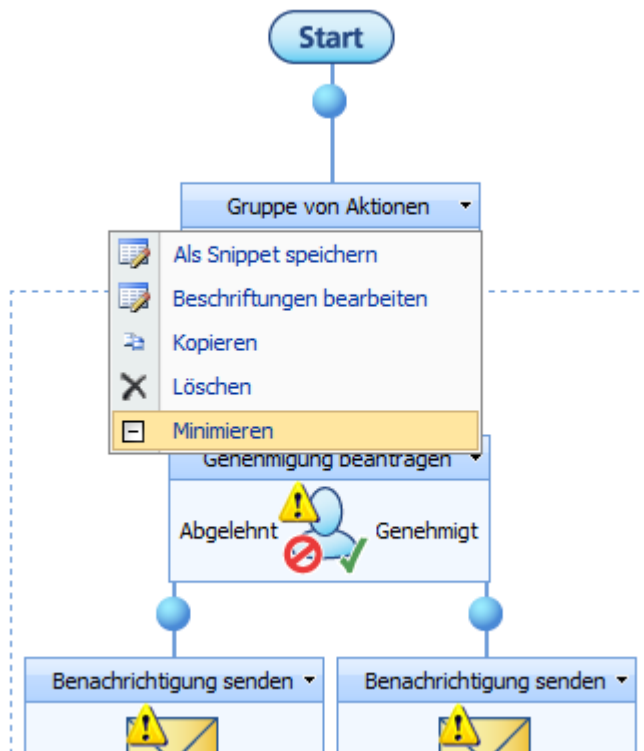 Start
Gruppe von Aktionen
Als Snippet speichern
Beschriftungen bearbeiten
Kopieren
Löschen
Minimieren
Genehmigung beantragen
Abgelehnt Genehmigt
Benachrichtigung senden Benachrichtigung senden